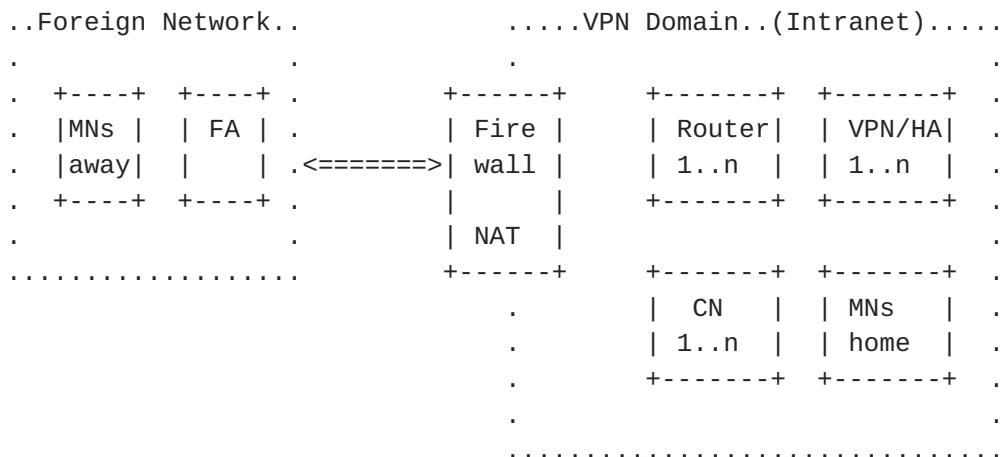 ..Foreign Network..             .....VPN Domain..(Intranet).....
.                 .             .                              .
.  +----+  +----+ .         +------+     +-------+  +-------+  .
.  |MNs |  | FA | .         | Fire |     | Router|  | VPN/HA|  .
.  |away|  |    | .<=======>| wall |     | 1..n  |  | 1..n  |  .
.  +----+  +----+ .         |      |     +-------+  +-------+  .
.                 .         | NAT  |                           .
...................         +------+     +-------+  +-------+  .
                                .        |  CN   |  | MNs   |  .
                                .        | 1..n  |  | home  |  .
                                .        +-------+  +-------+  .
                                .                              .
                                ................................